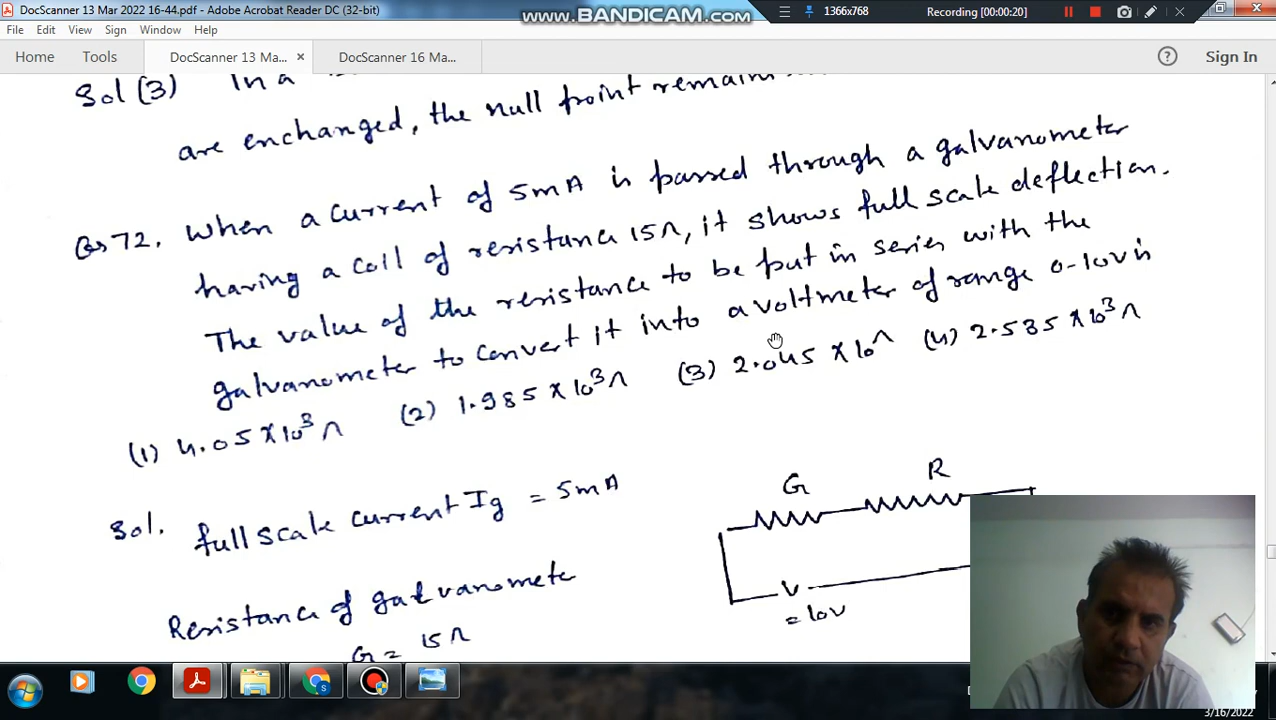 DocScanner 13 Mar 2022 16-44.pdf - Adobe Acrobat Reader DC (32-bit)
www.BANDICAM.com
1366x768
Recording [00:00:20]
File Edit View Sign Window Help
Home Tools DocScanner 13 Ma... × DocScanner 16 Ma... ? Sign In
Sol (3) In a
are enchanged, the null point remain
Qs 72. When a current of 5mA is passed through a galvanometer
having a coil of resistance 15Ω, it shows full scale deflection.
The value of the resistance to be put in series with the
galvanometer to convert it into a voltmeter of range 0-10V is
(1) 4.05 × 10³ Ω (2) 1.985 × 10³ Ω (3) 2.045 × 10 Ω (4) 2.535 × 10³ Ω
Sol. full scale current Ig = 5mA
G R
Resistance of galvanometer
V
= 10V
G = 15Ω
3/16/2022